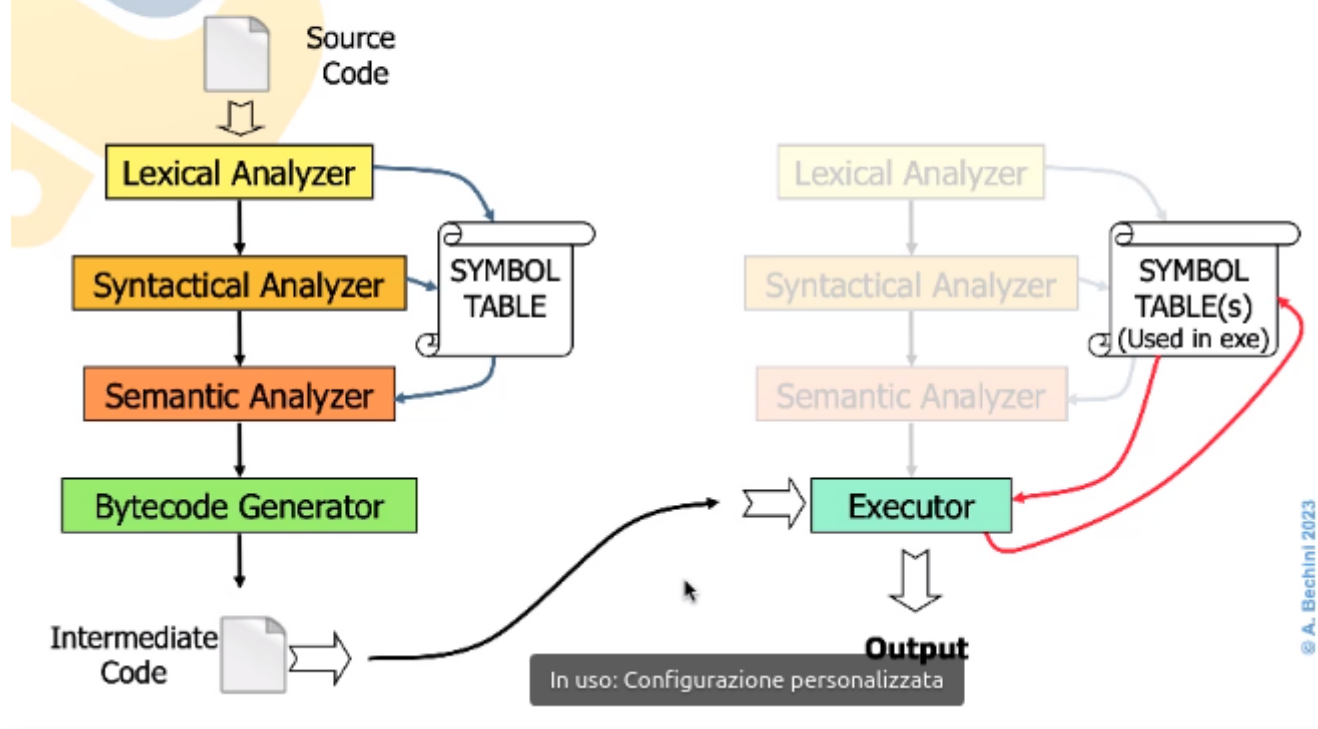 Source
Code
Lexical Analyzer
Syntactical Analyzer
SYMBOL
TABLE
Semantic Analyzer
Bytecode Generator
Intermediate
Code
Lexical Analyzer
Syntactical Analyzer
SYMBOL
TABLE(s)
(Used in exe)
Semantic Analyzer
Executor
Output
In uso: Configurazione personalizzata
© A. Bechini 2023